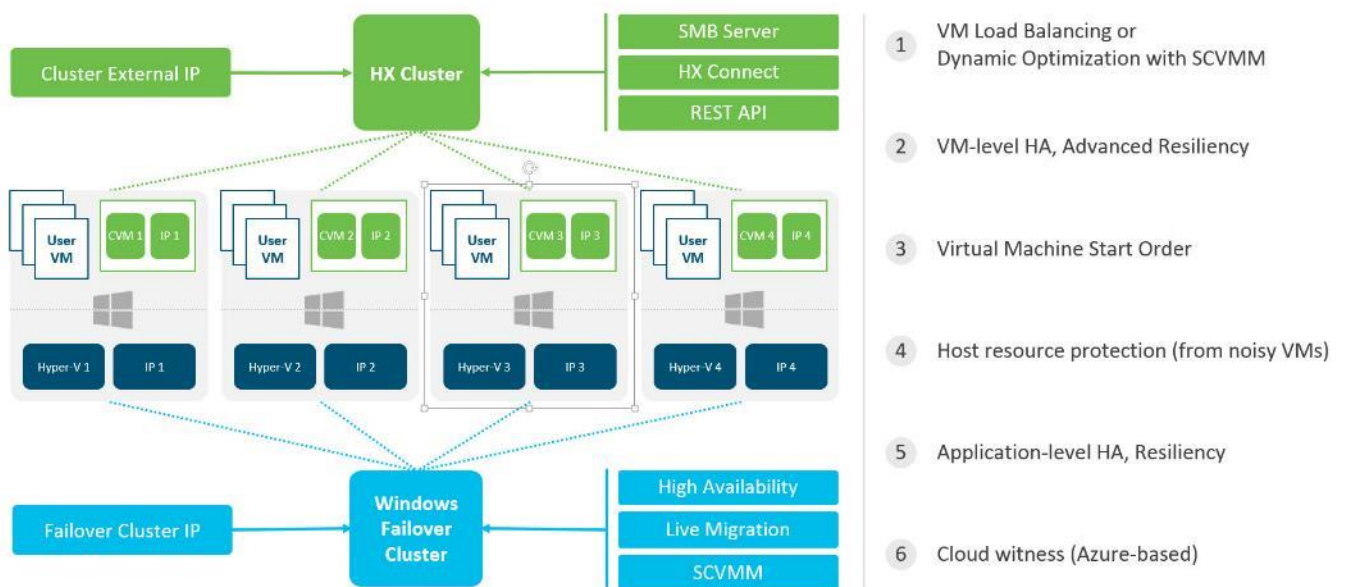 Cluster External IP
HX Cluster
SMB Server
HX Connect
REST API
User
VM
CVM 1
IP 1
User
VM
CVM 2
IP 2
User
VM
CVM 3
IP 3
User
VM
CVM 4
IP 4
Hyper-V 1
IP 1
Hyper-V 2
IP 2
Hyper-V 3
IP 3
Hyper-V 4
IP 4
Failover Cluster IP
Windows
Failover
Cluster
High Availability
Live Migration
SCVMM
1
VM Load Balancing or
Dynamic Optimization with SCVMM
2
VM-level HA, Advanced Resiliency
3
Virtual Machine Start Order
4
Host resource protection (from noisy VMs)
5
Application-level HA, Resiliency
6
Cloud witness (Azure-based)